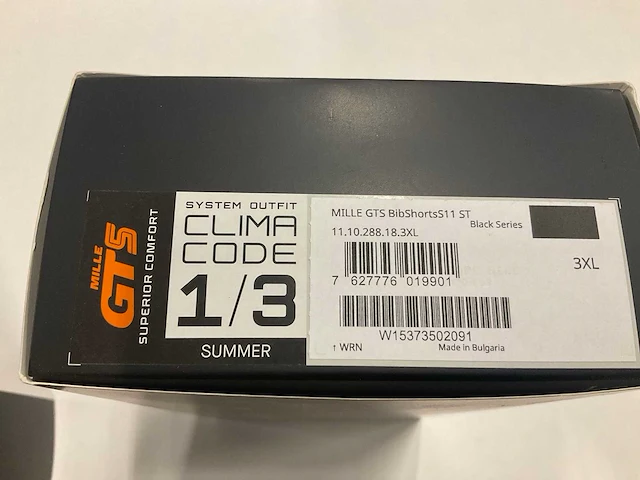 MILLE
GTS
SUPERIOR COMFORT
SYSTEM OUTFIT
CLIMA
CODE
1/3
SUMMER
MILLE GTS BibShortsS11 ST
Black Series
11.10.288.18.3XL
3XL
7 627776 019901
W15373502091
↑ WRN
Made in Bulgaria